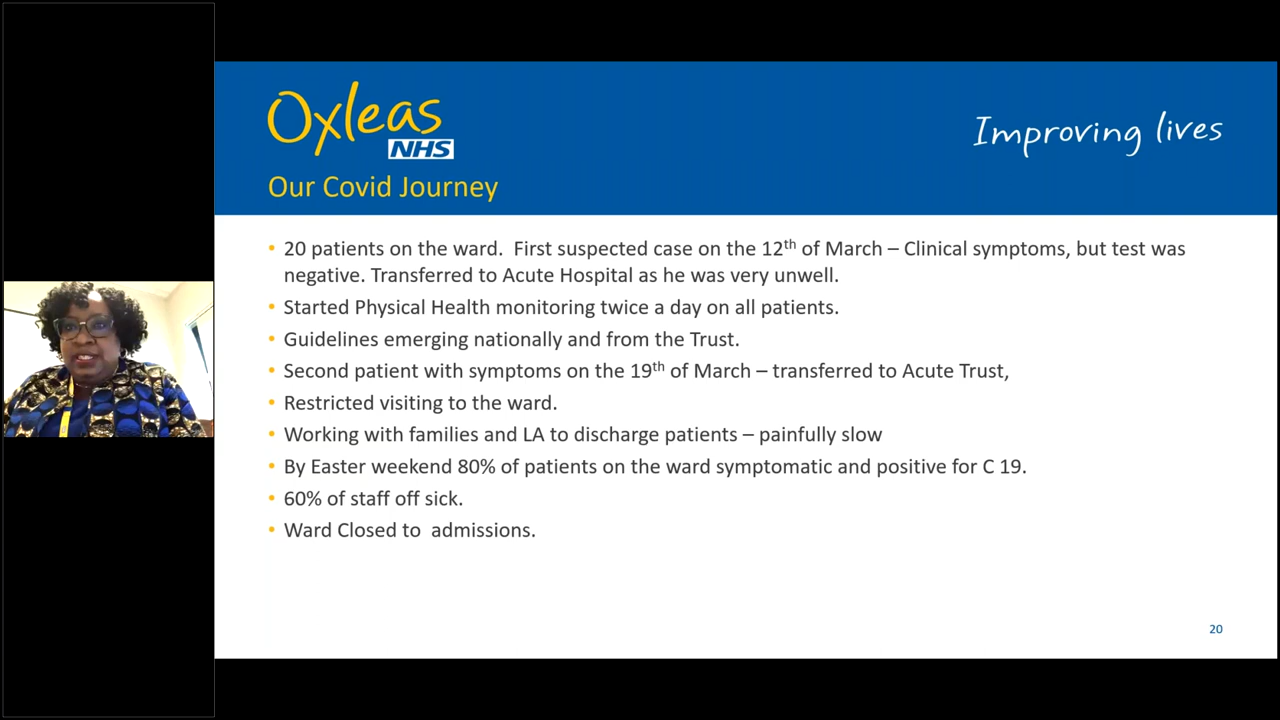 Oxleas
NHS
Improving lives
Our Covid Journey
• 20 patients on the ward.  First suspected case on the 12th of March – Clinical symptoms, but test was
negative. Transferred to Acute Hospital as he was very unwell.
• Started Physical Health monitoring twice a day on all patients.
• Guidelines emerging nationally and from the Trust.
• Second patient with symptoms on the 19th of March – transferred to Acute Trust,
• Restricted visiting to the ward.
• Working with families and LA to discharge patients – painfully slow
• By Easter weekend 80% of patients on the ward symptomatic and positive for C 19.
• 60% of staff off sick.
• Ward Closed to  admissions.
20